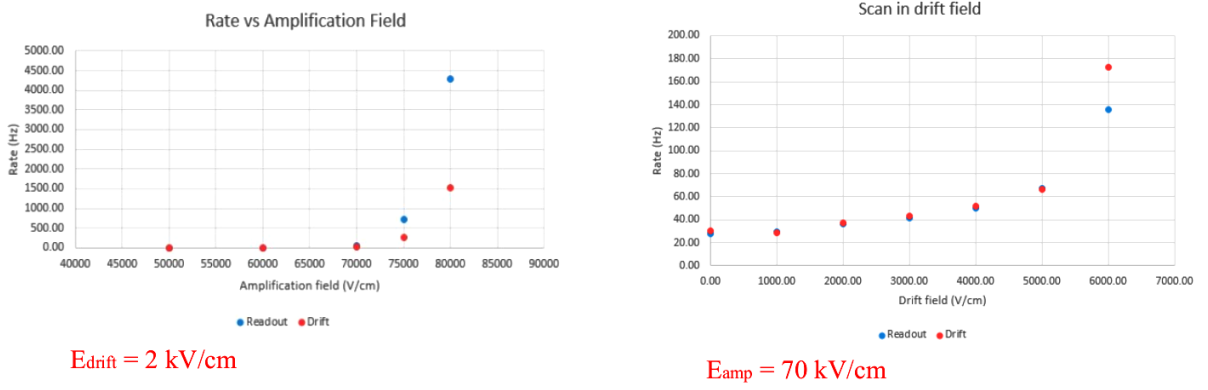 Rate vs Amplification Field
5000.00
4500.00
4000.00
3500.00
3000.00
2500.00
2000.00
1500.00
1000.00
500.00
0.00
Rate (Hz)
40000 45000 50000 55000 60000 65000 70000 75000 80000 85000 90000
Amplification field (V/cm)
Readout Drift
Edrift = 2 kV/cm
Scan in drift field
200.00
180.00
160.00
140.00
120.00
100.00
80.00
60.00
40.00
20.00
0.00
Rate (Hz)
0.00 1000.00 2000.00 3000.00 4000.00 5000.00 6000.00 7000.00
Drift field (V/cm)
Readout Drift
Eamp = 70 kV/cm